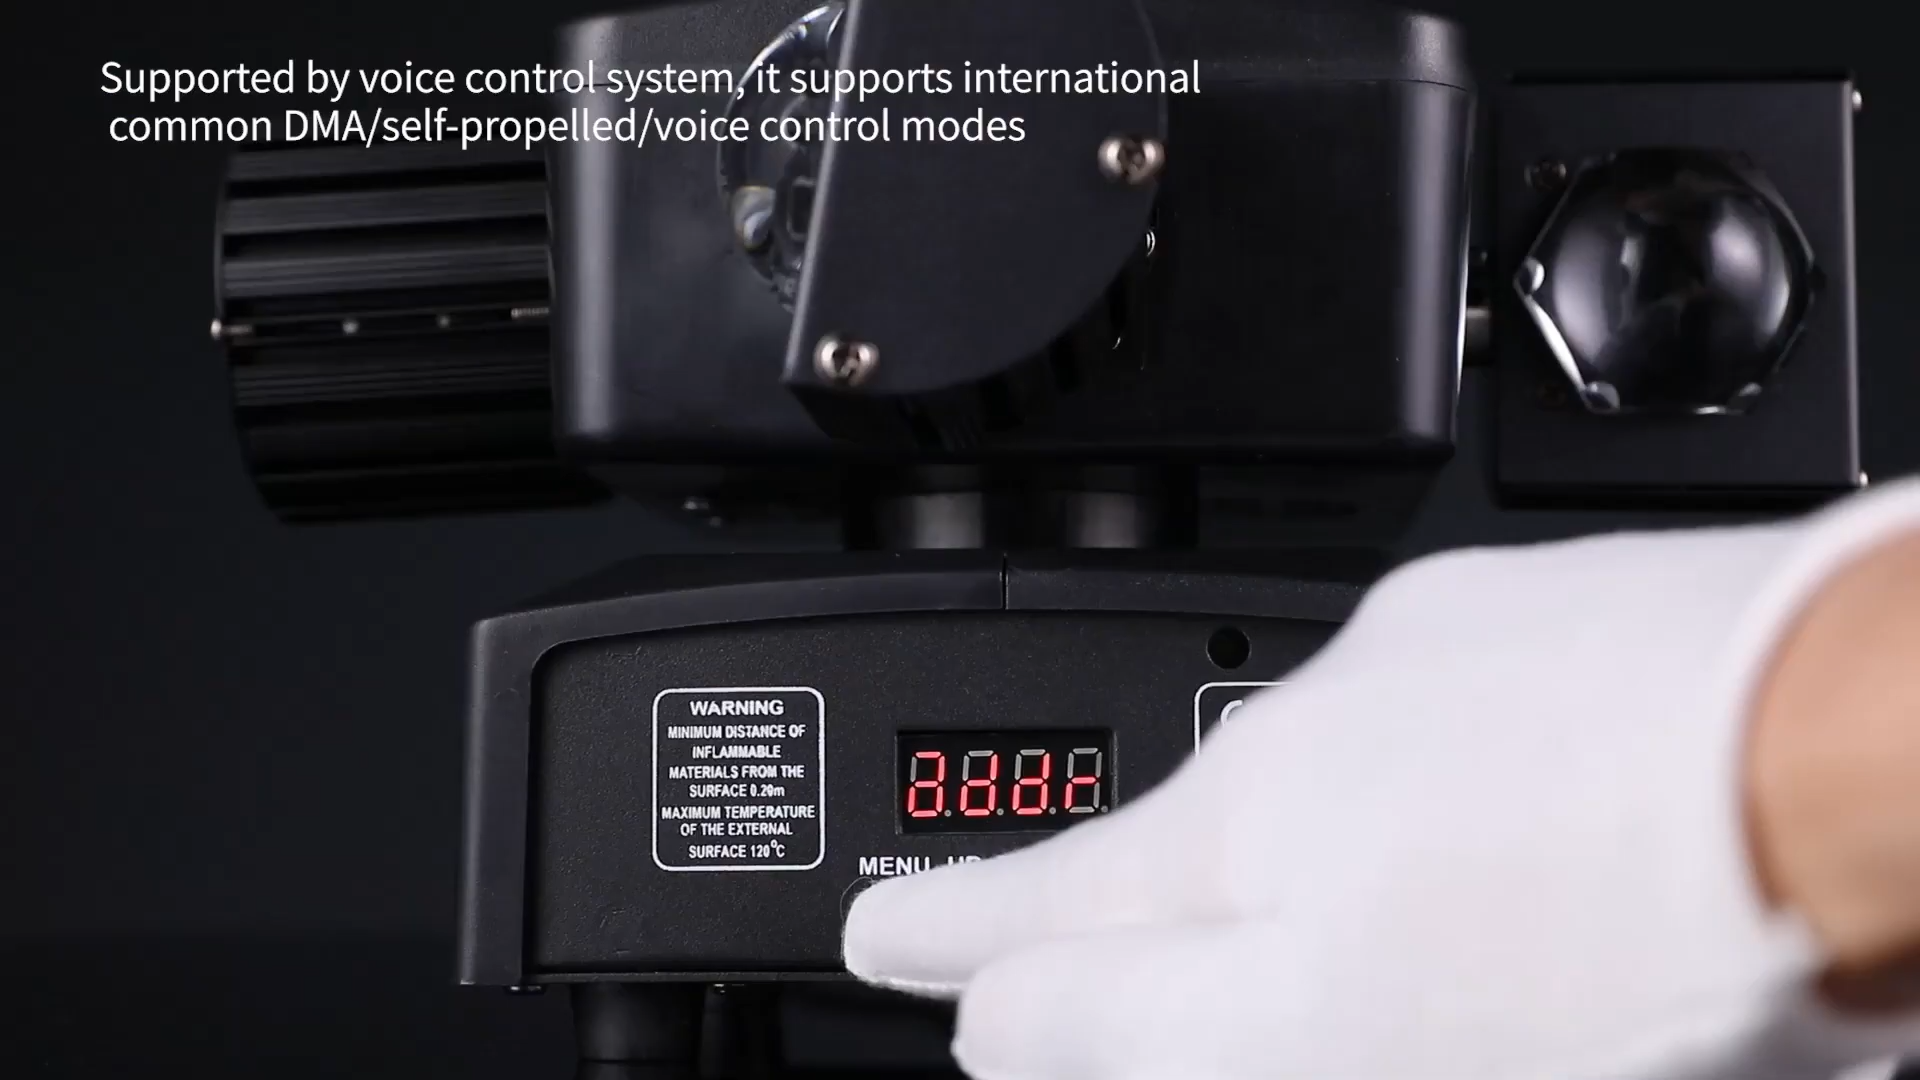 Supported by voice control system, it supports international
common DMA/self-propelled/voice control modes
WARNING
MINIMUM DISTANCE OF
INFLAMMABLE
MATERIALS FROM THE
SURFACE 0.20m
MAXIMUM TEMPERATURE
OF THE EXTERNAL
SURFACE 120°C
addr
MENU